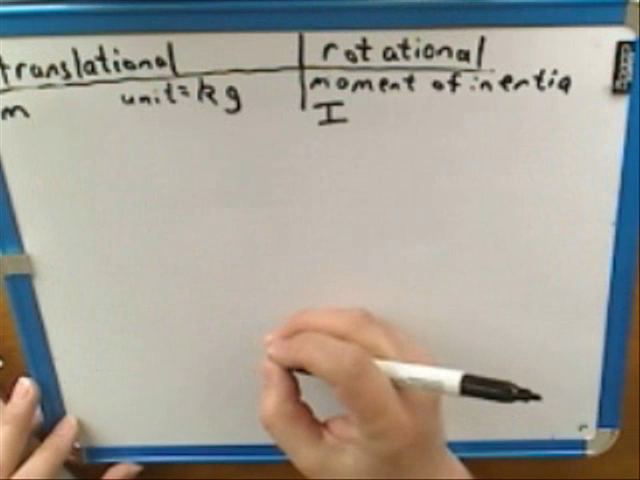 translational rotational
unit=kg moment of inertia
m I